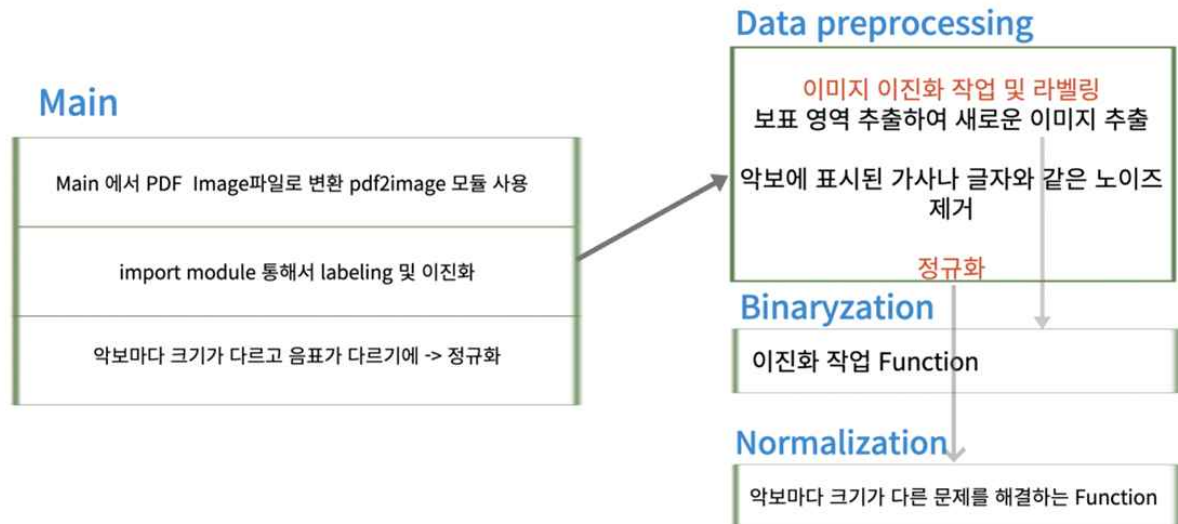 Main
Main 에서 PDF Image파일로 변환 pdf2image 모듈 사용
import module 통해서 labeling 및 이진화
악보마다 크기가 다르고 음표가 다르기에 -> 정규화
Data preprocessing
이미지 이진화 작업 및 라벨링
보표 영역 추출하여 새로운 이미지 추출
악보에 표시된 가사나 글자와 같은 노이즈
제거
정규화
Binaryzation
이진화 작업 Function
Normalization
악보마다 크기가 다른 문제를 해결하는 Function